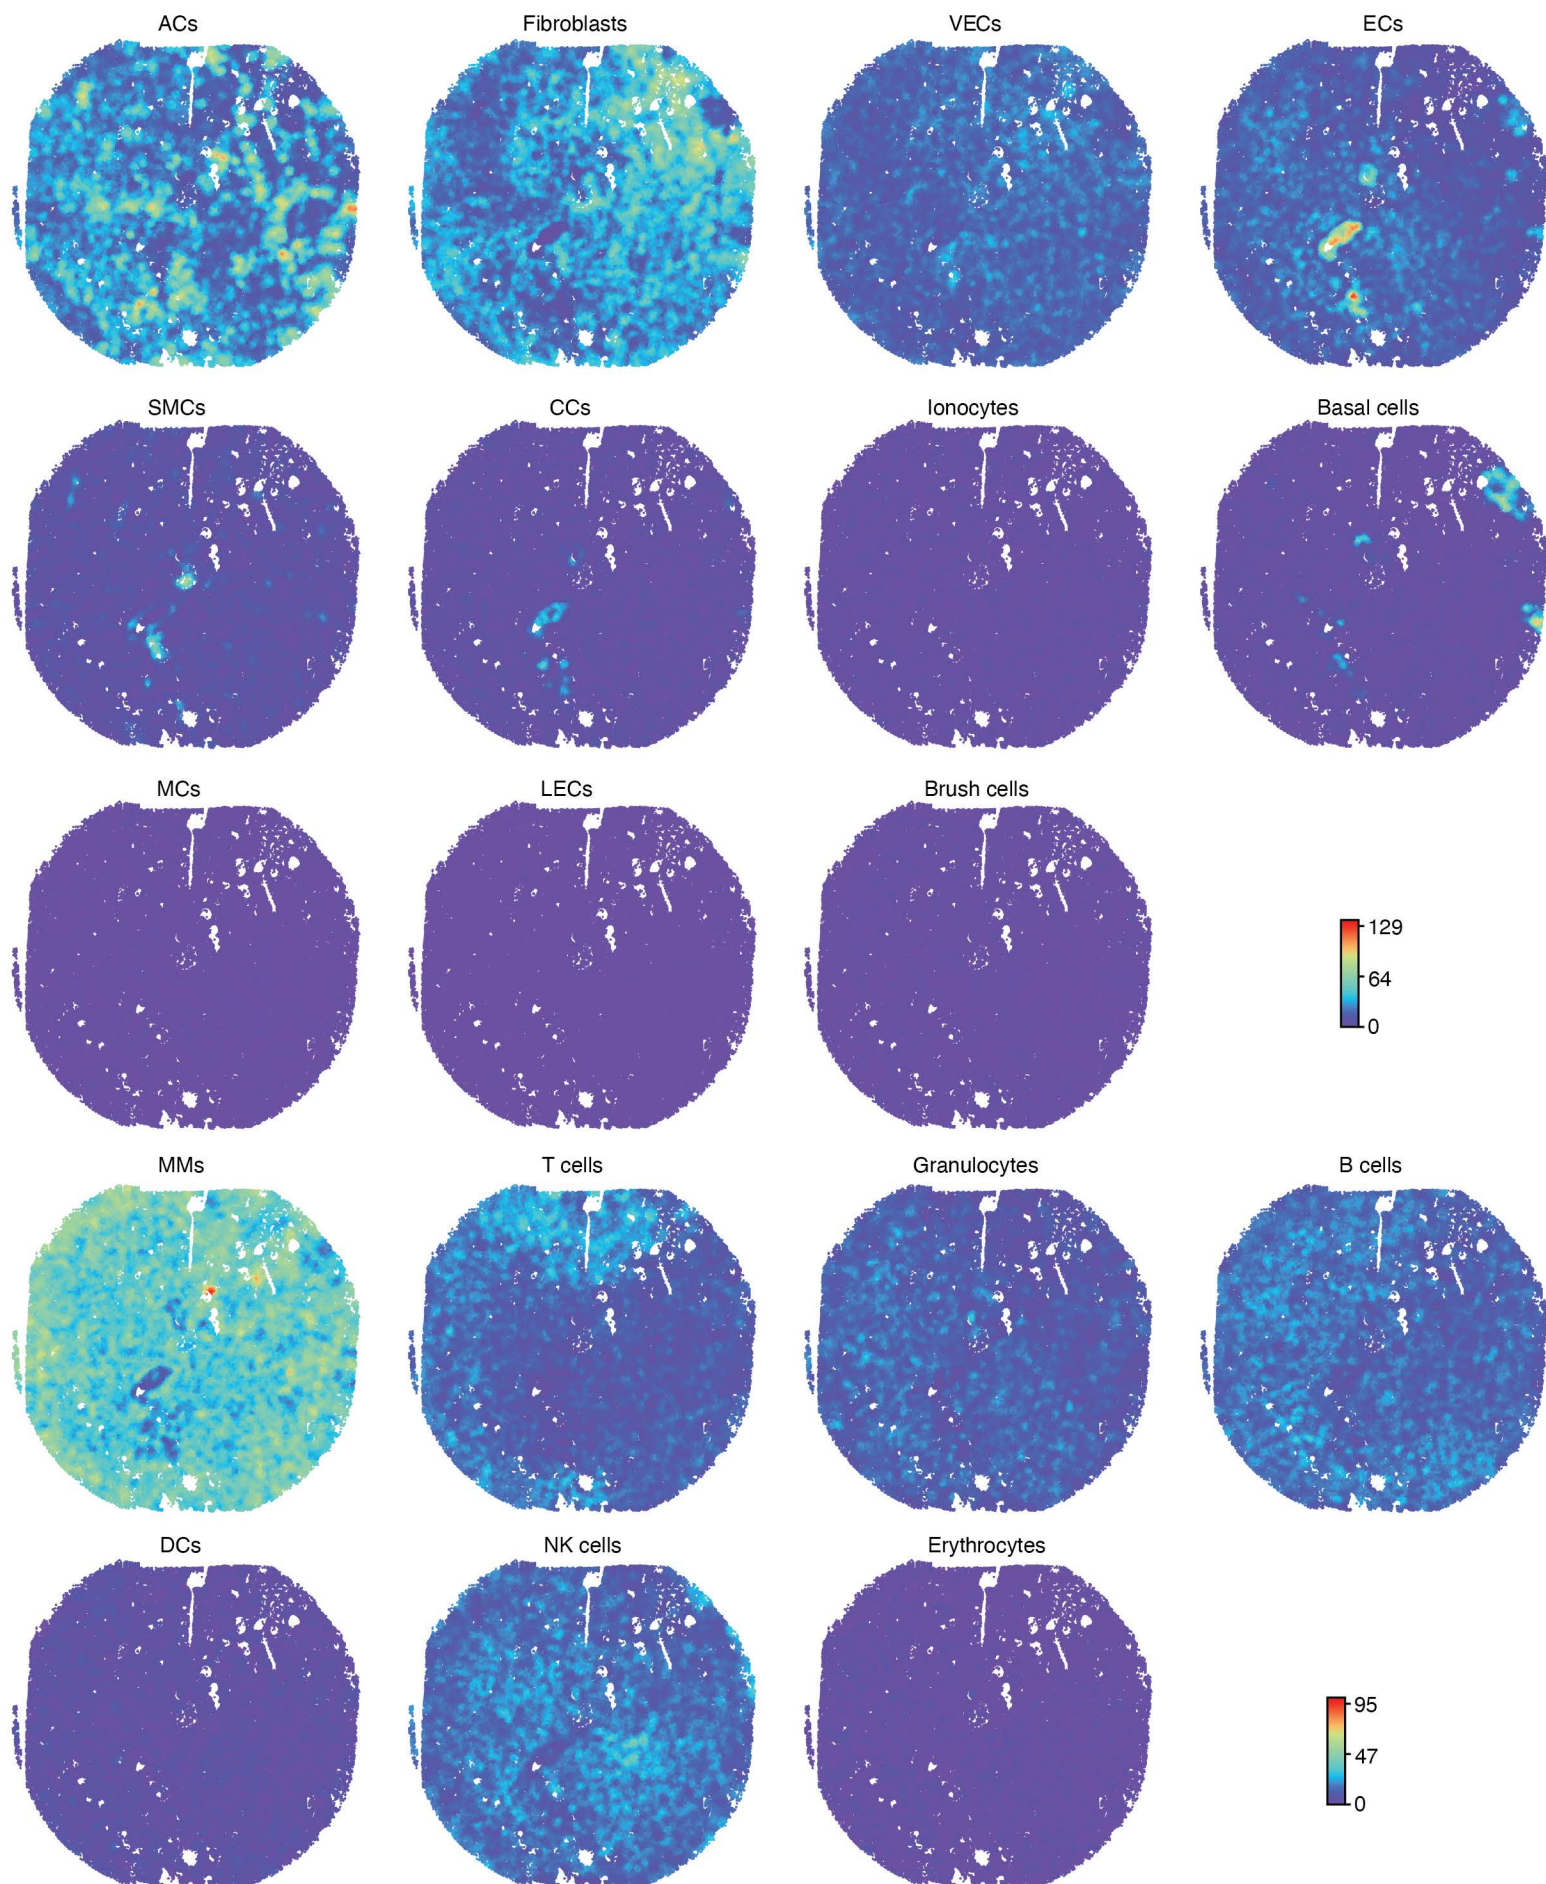 ACs
Fibroblasts
VECs
ECs
SMCs
CCs
Ionocytes
Basal cells
MCs
LECs
Brush cells
129
64
0
MMs
T cells
Granulocytes
B cells
DCs
NK cells
Erythrocytes
95
47
0